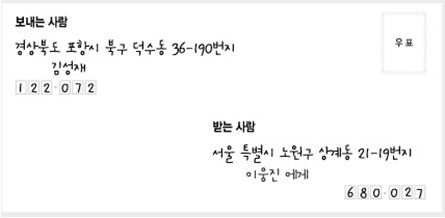 보내는 사람
우표
경상북도 포항시 북구 덕수동 36-190번지
김성재
122-072
받는 사람
서울 특별시 노원구 상계동 21-19번지
이웅진 에게
680-027